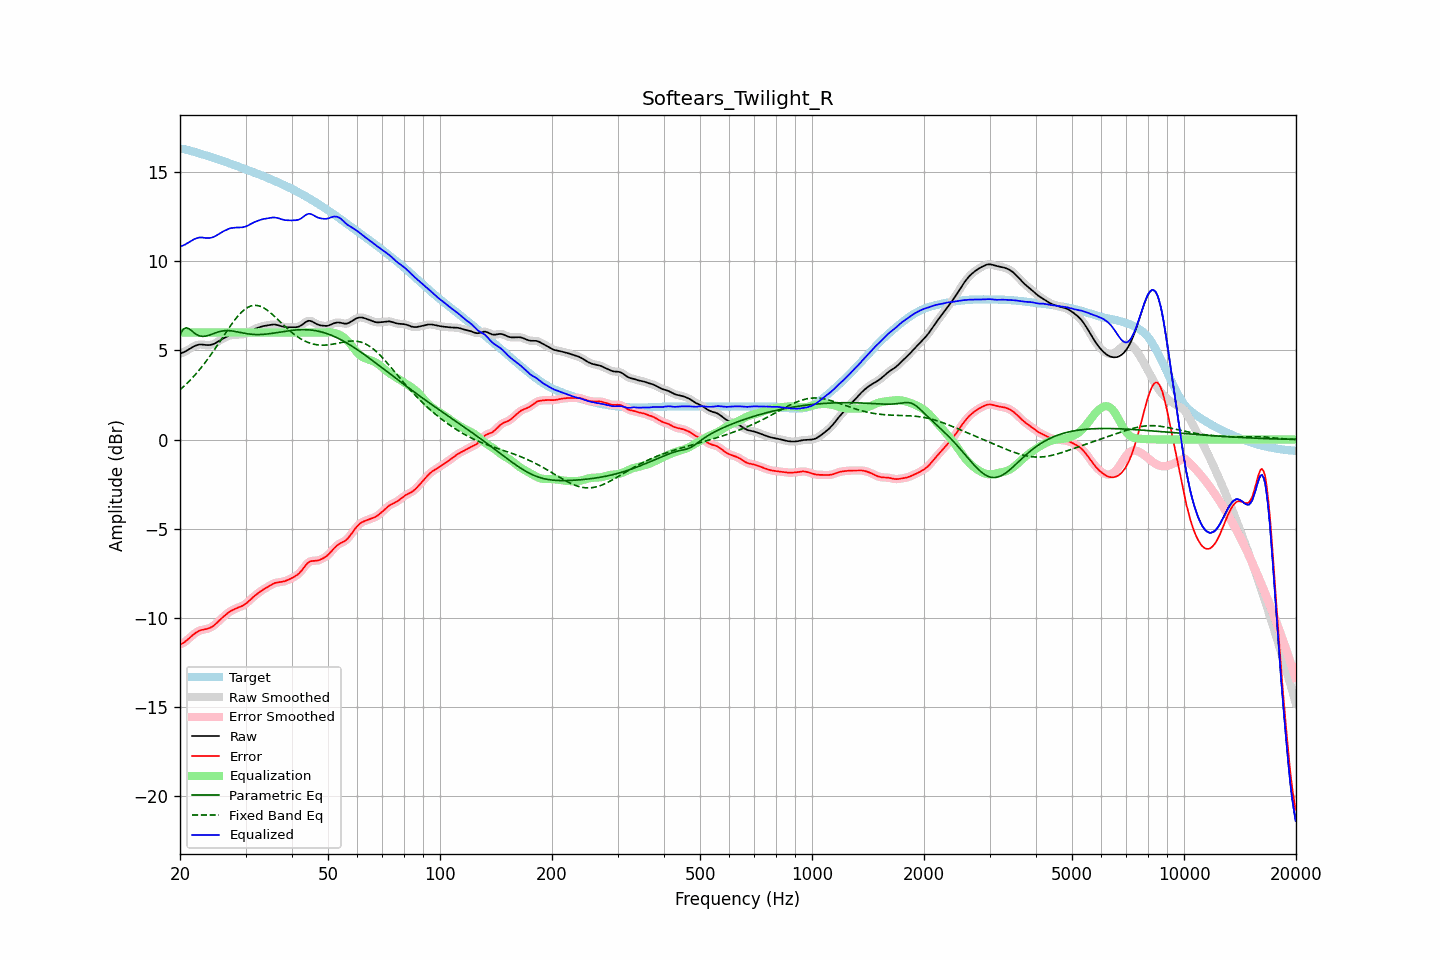 Softears_Twilight_R
Amplitude (dBr)
15
10
5
0
−5
−10
−15
−20
Target
Raw Smoothed
Error Smoothed
Raw
Error
Equalization
Parametric Eq
Fixed Band Eq
Equalized
20 50 100 200 500 1000 2000 5000 10000 20000
Frequency (Hz)